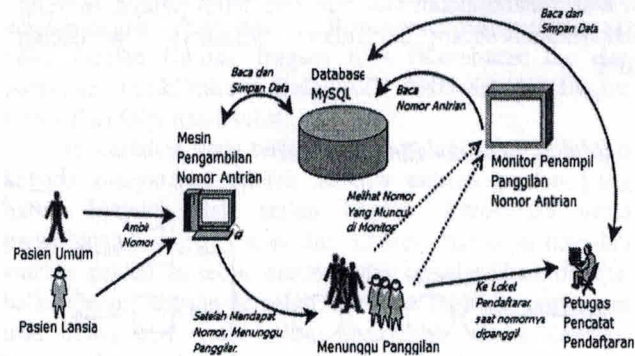 Baca dan
Simpan Data
Baca dan
Simpan Data
Database
MySQL
Baca
Nomor Antrian
Mesin
Pengambilan
Nomor Antrian
Monitor Penampil
Panggilan
Nomor Antrian
Melihat Nomor
Yang Muncul
di Monitor
Ambil
Nomor
Pasien Umum
Pasien Lansia
Setelah Mendapat
Nomor, Menunggu
Panggilan.
Menunggu Panggilan
Ke Loket
Pendaftaran
saat nomornya
dipanggil
Petugas
Pencatat
Pendaftaran